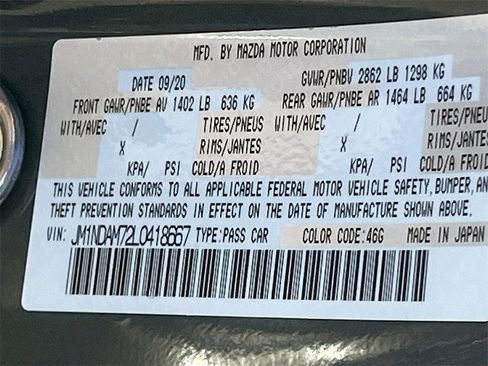 MFD. BY MAZDA MOTOR CORPORATION
DATE 09/20 GVWR/PNBV 2862 LB 1298 KG
FRONT GAWR/PNBE AV 1402 LB 636 KG REAR GAWR/PNBE AR 1464 LB 664 KG
WITH/AVEC / TIRES/PNEUS WITH/AVEC / TIRES/PNEUS
X RIMS/JANTES X RIMS/JANTES
KPA/ PSI COLD/A FROID KPA/ PSI COLD/A FROID
THIS VEHICLE CONFORMS TO ALL APPLICABLE FEDERAL MOTOR VEHICLE SAFETY, BUMPER, AN
THEFT PREVENTION STANDARDS IN EFFECT ON THE DATE OF MANUFACTURE SHOWN ABOVE.
VIN: JM1NDAM72L0418667 TYPE:PASS CAR COLOR CODE:46G MADE IN JAPAN